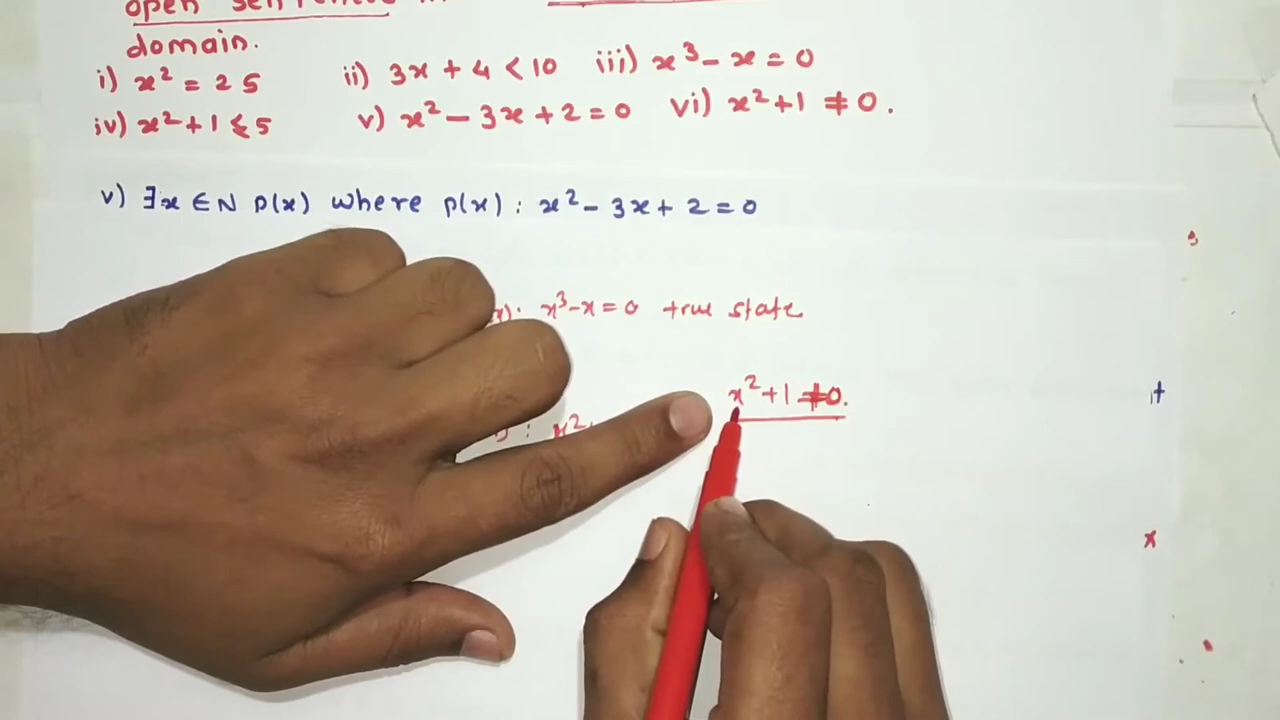 open
domain.
i) x² = 25 ii) 3x + 4 < 10 iii) x³ - x = 0
iv) x² + 1 ≤ 5 v) x² - 3x + 2 = 0 vi) x² + 1 ≠ 0.
v) ∃x ∈ N p(x) where p(x) : x² - 3x + 2 = 0
x): x³ - x = 0 true state
x² + 1 ≠ 0.
: x²
x